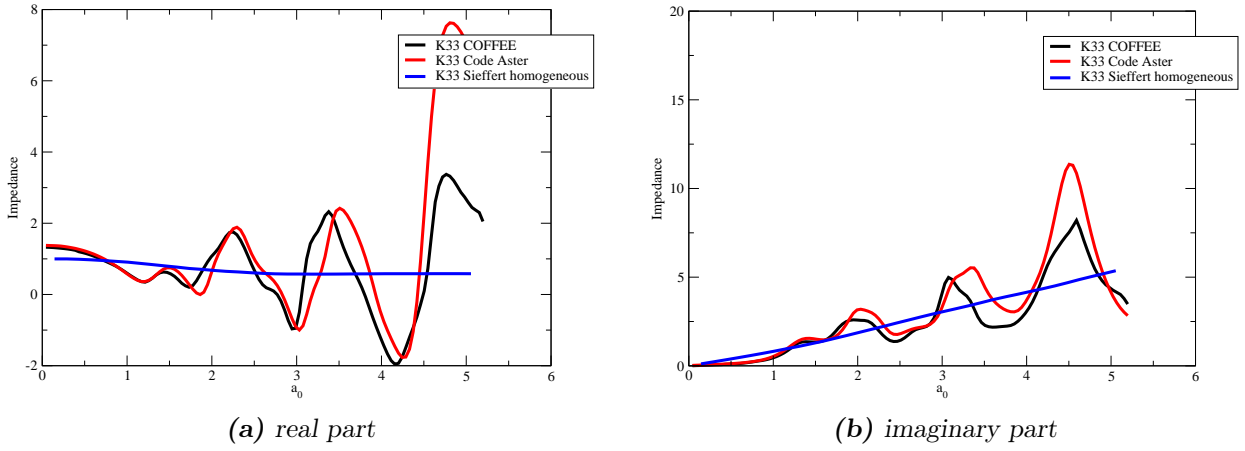 8
6
4
2
0
-2
Impedance
0
1
2
3
4
5
6
a0
K33 COFFEE
K33 Code Aster
K33 Sieffert homogeneous
(a) real part
20
15
10
5
0
Impedance
0
1
2
3
4
5
6
a0
K33 COFFEE
K33 Code Aster
K33 Sieffert homogeneous
(b) imaginary part